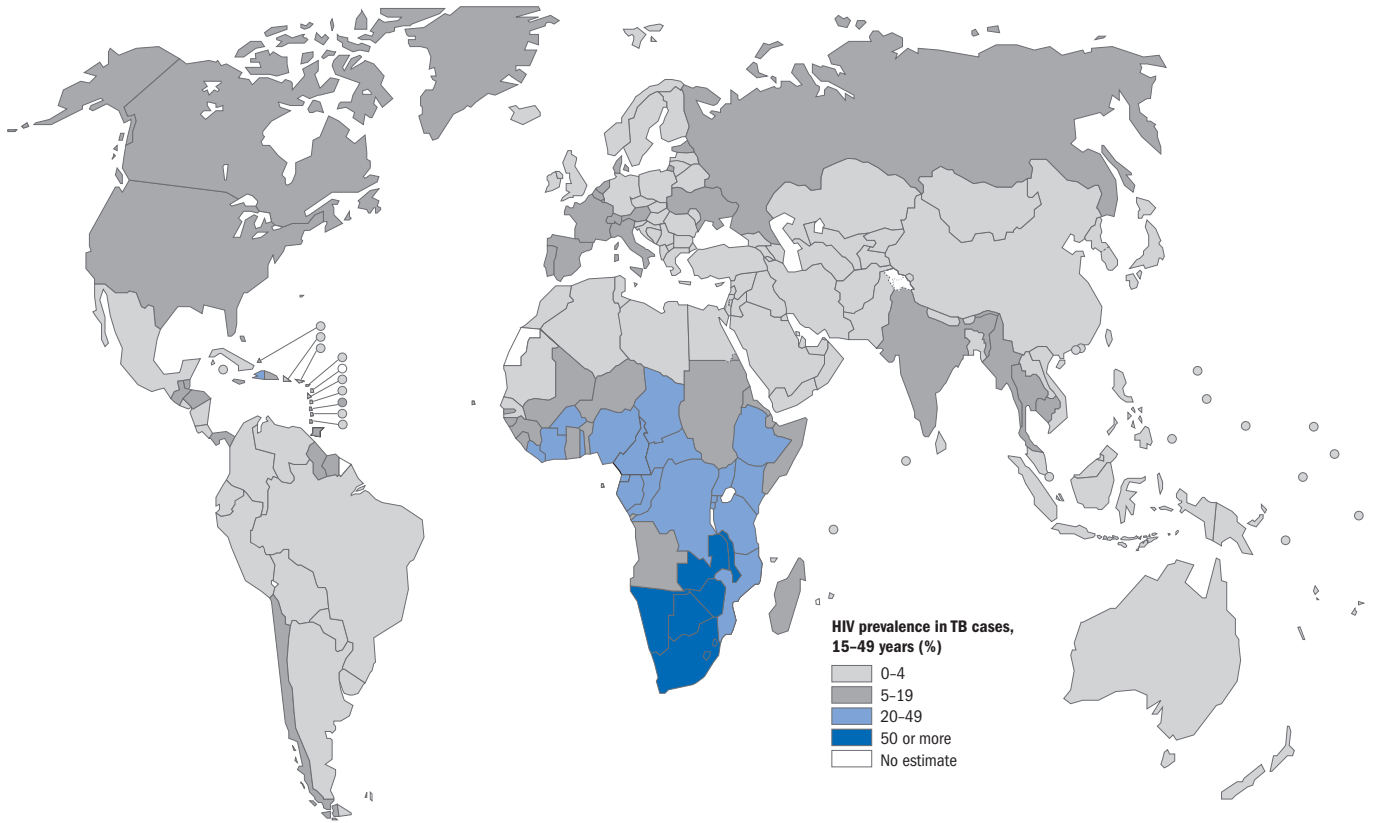 HIV prevalence in TB cases,
15–49 years (%)
0–4
5–19
20–49
50 or more
No estimate